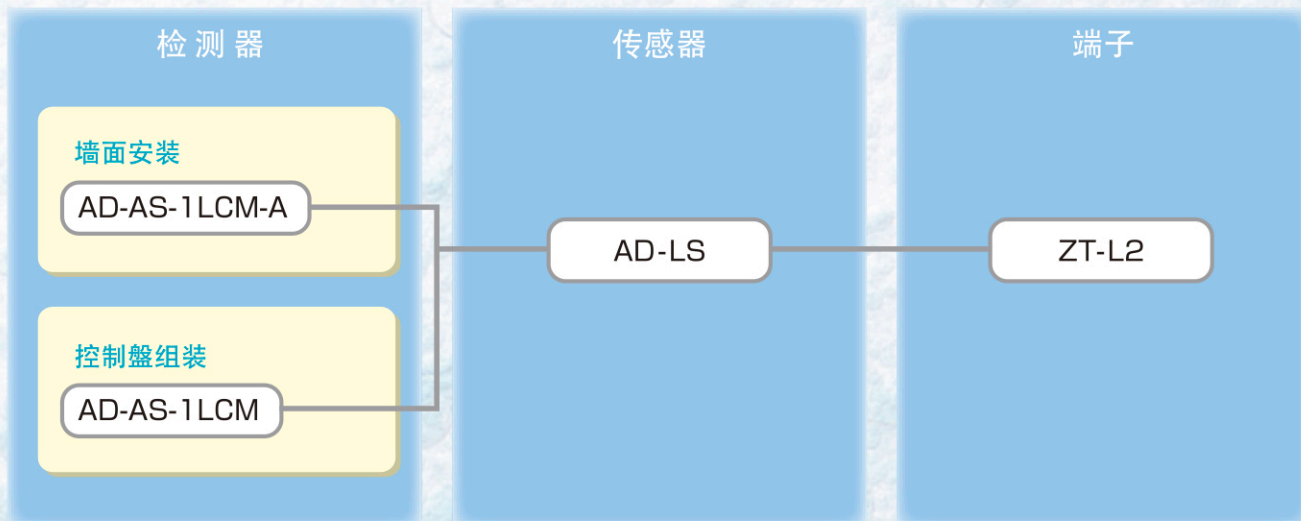 检测器
传感器
端子
墙面安装
AD-AS-1LCM-A
控制盤组装
AD-AS-1LCM
AD-LS
ZT-L2